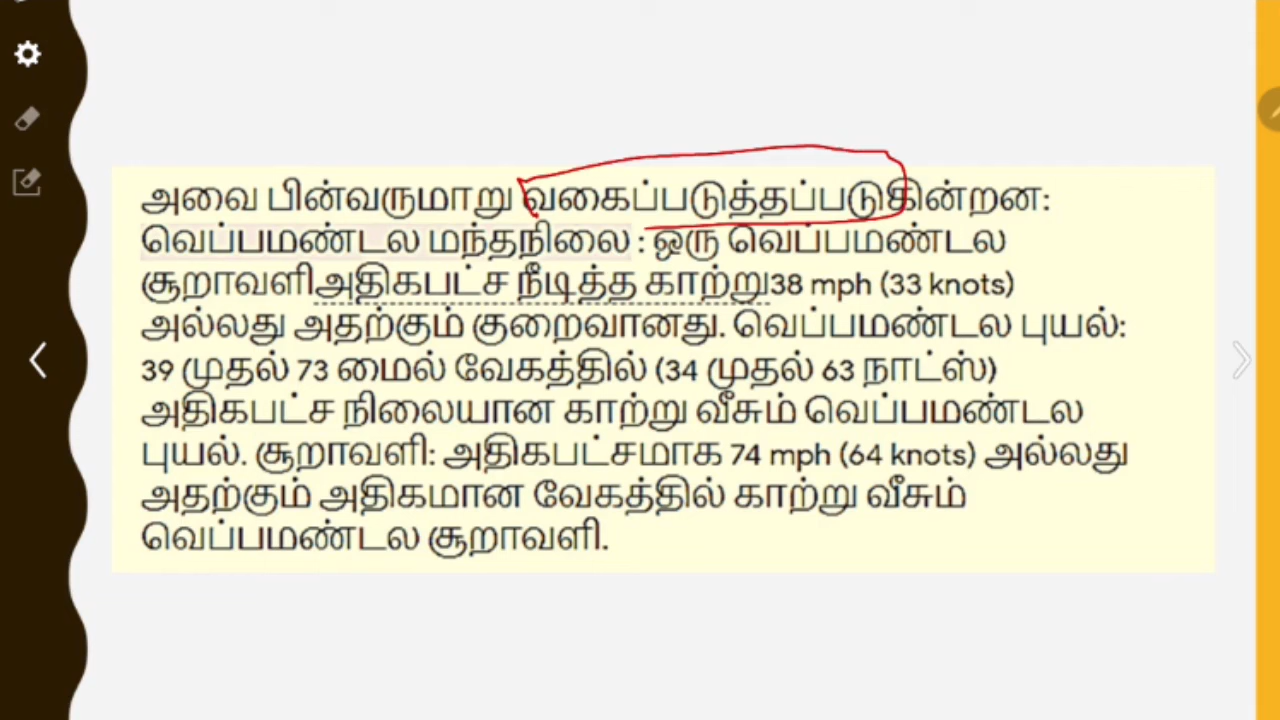 அவை பின்வருமாறு வகைப்படுத்தப்படுகின்றன:
வெப்பமண்டல மந்தநிலை : ஒரு வெப்பமண்டல
சூறாவளிஅதிகபட்ச நீடித்த காற்று38 mph (33 knots)
அல்லது அதற்கும் குறைவானது. வெப்பமண்டல புயல்:
39 முதல் 73 மைல் வேகத்தில் (34 முதல் 63 நாட்ஸ்)
அதிகபட்ச நிலையான காற்று வீசும் வெப்பமண்டல
புயல். சூறாவளி: அதிகபட்சமாக 74 mph (64 knots) அல்லது
அதற்கும் அதிகமான வேகத்தில் காற்று வீசும்
வெப்பமண்டல சூறாவளி.